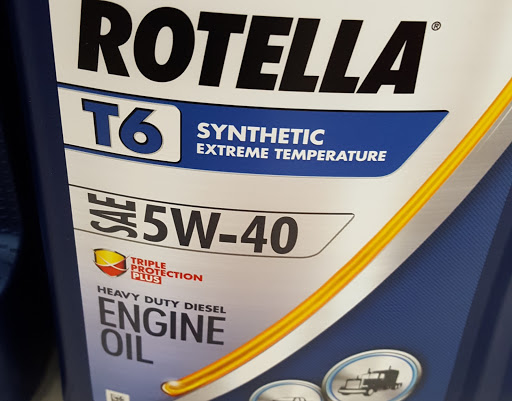 ROTELLA®
T6
SYNTHETIC
EXTREME TEMPERATURE
SAE 5W-40
TRIPLE
PROTECTION
PLUS
HEAVY DUTY DIESEL
ENGINE
OIL